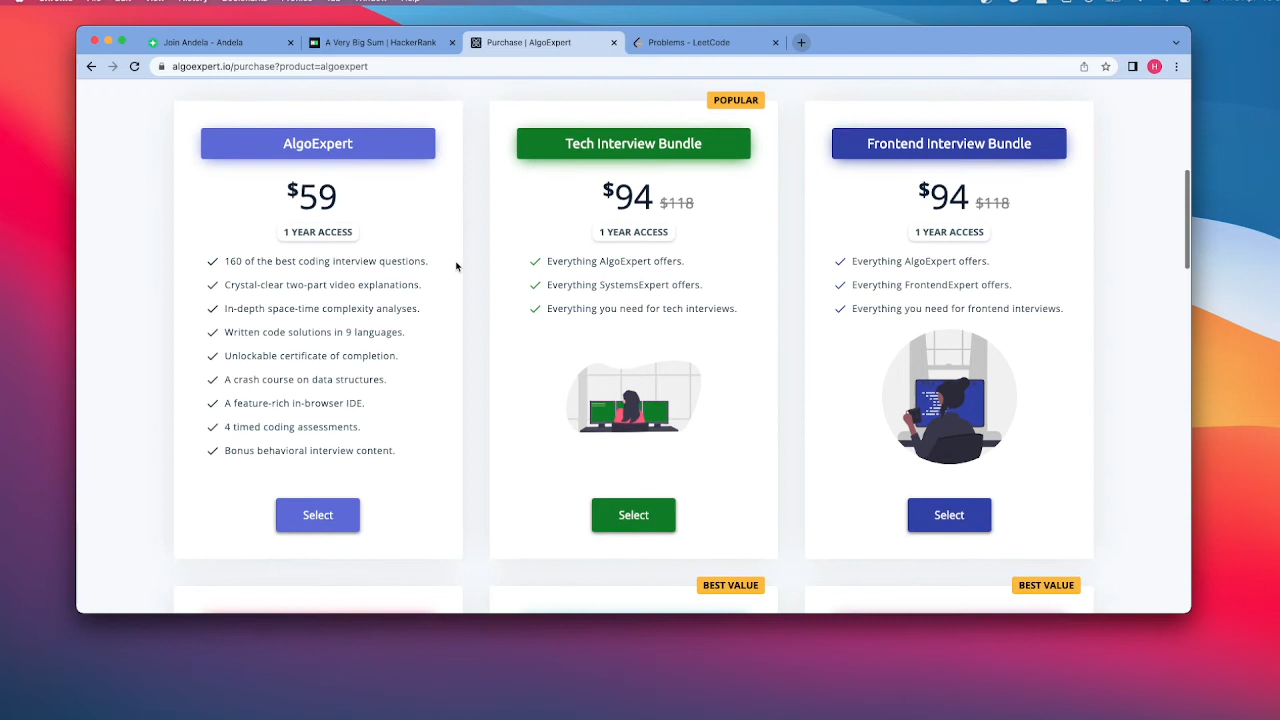 Join Andela - Andela
A Very Big Sum | HackerRank
Purchase | AlgoExpert
Problems - LeetCode
algoexpert.io/purchase?product=algoexpert
H
POPULAR
AlgoExpert
Tech Interview Bundle
Frontend Interview Bundle
$59
$94 $118
$94 $118
1 YEAR ACCESS
1 YEAR ACCESS
1 YEAR ACCESS
160 of the best coding interview questions.
Crystal-clear two-part video explanations.
In-depth space-time complexity analyses.
Written code solutions in 9 languages.
Unlockable certificate of completion.
A crash course on data structures.
A feature-rich in-browser IDE.
4 timed coding assessments.
Bonus behavioral interview content.
Everything AlgoExpert offers.
Everything SystemsExpert offers.
Everything you need for tech interviews.
Everything AlgoExpert offers.
Everything FrontendExpert offers.
Everything you need for frontend interviews.
Select
Select
Select
BEST VALUE
BEST VALUE